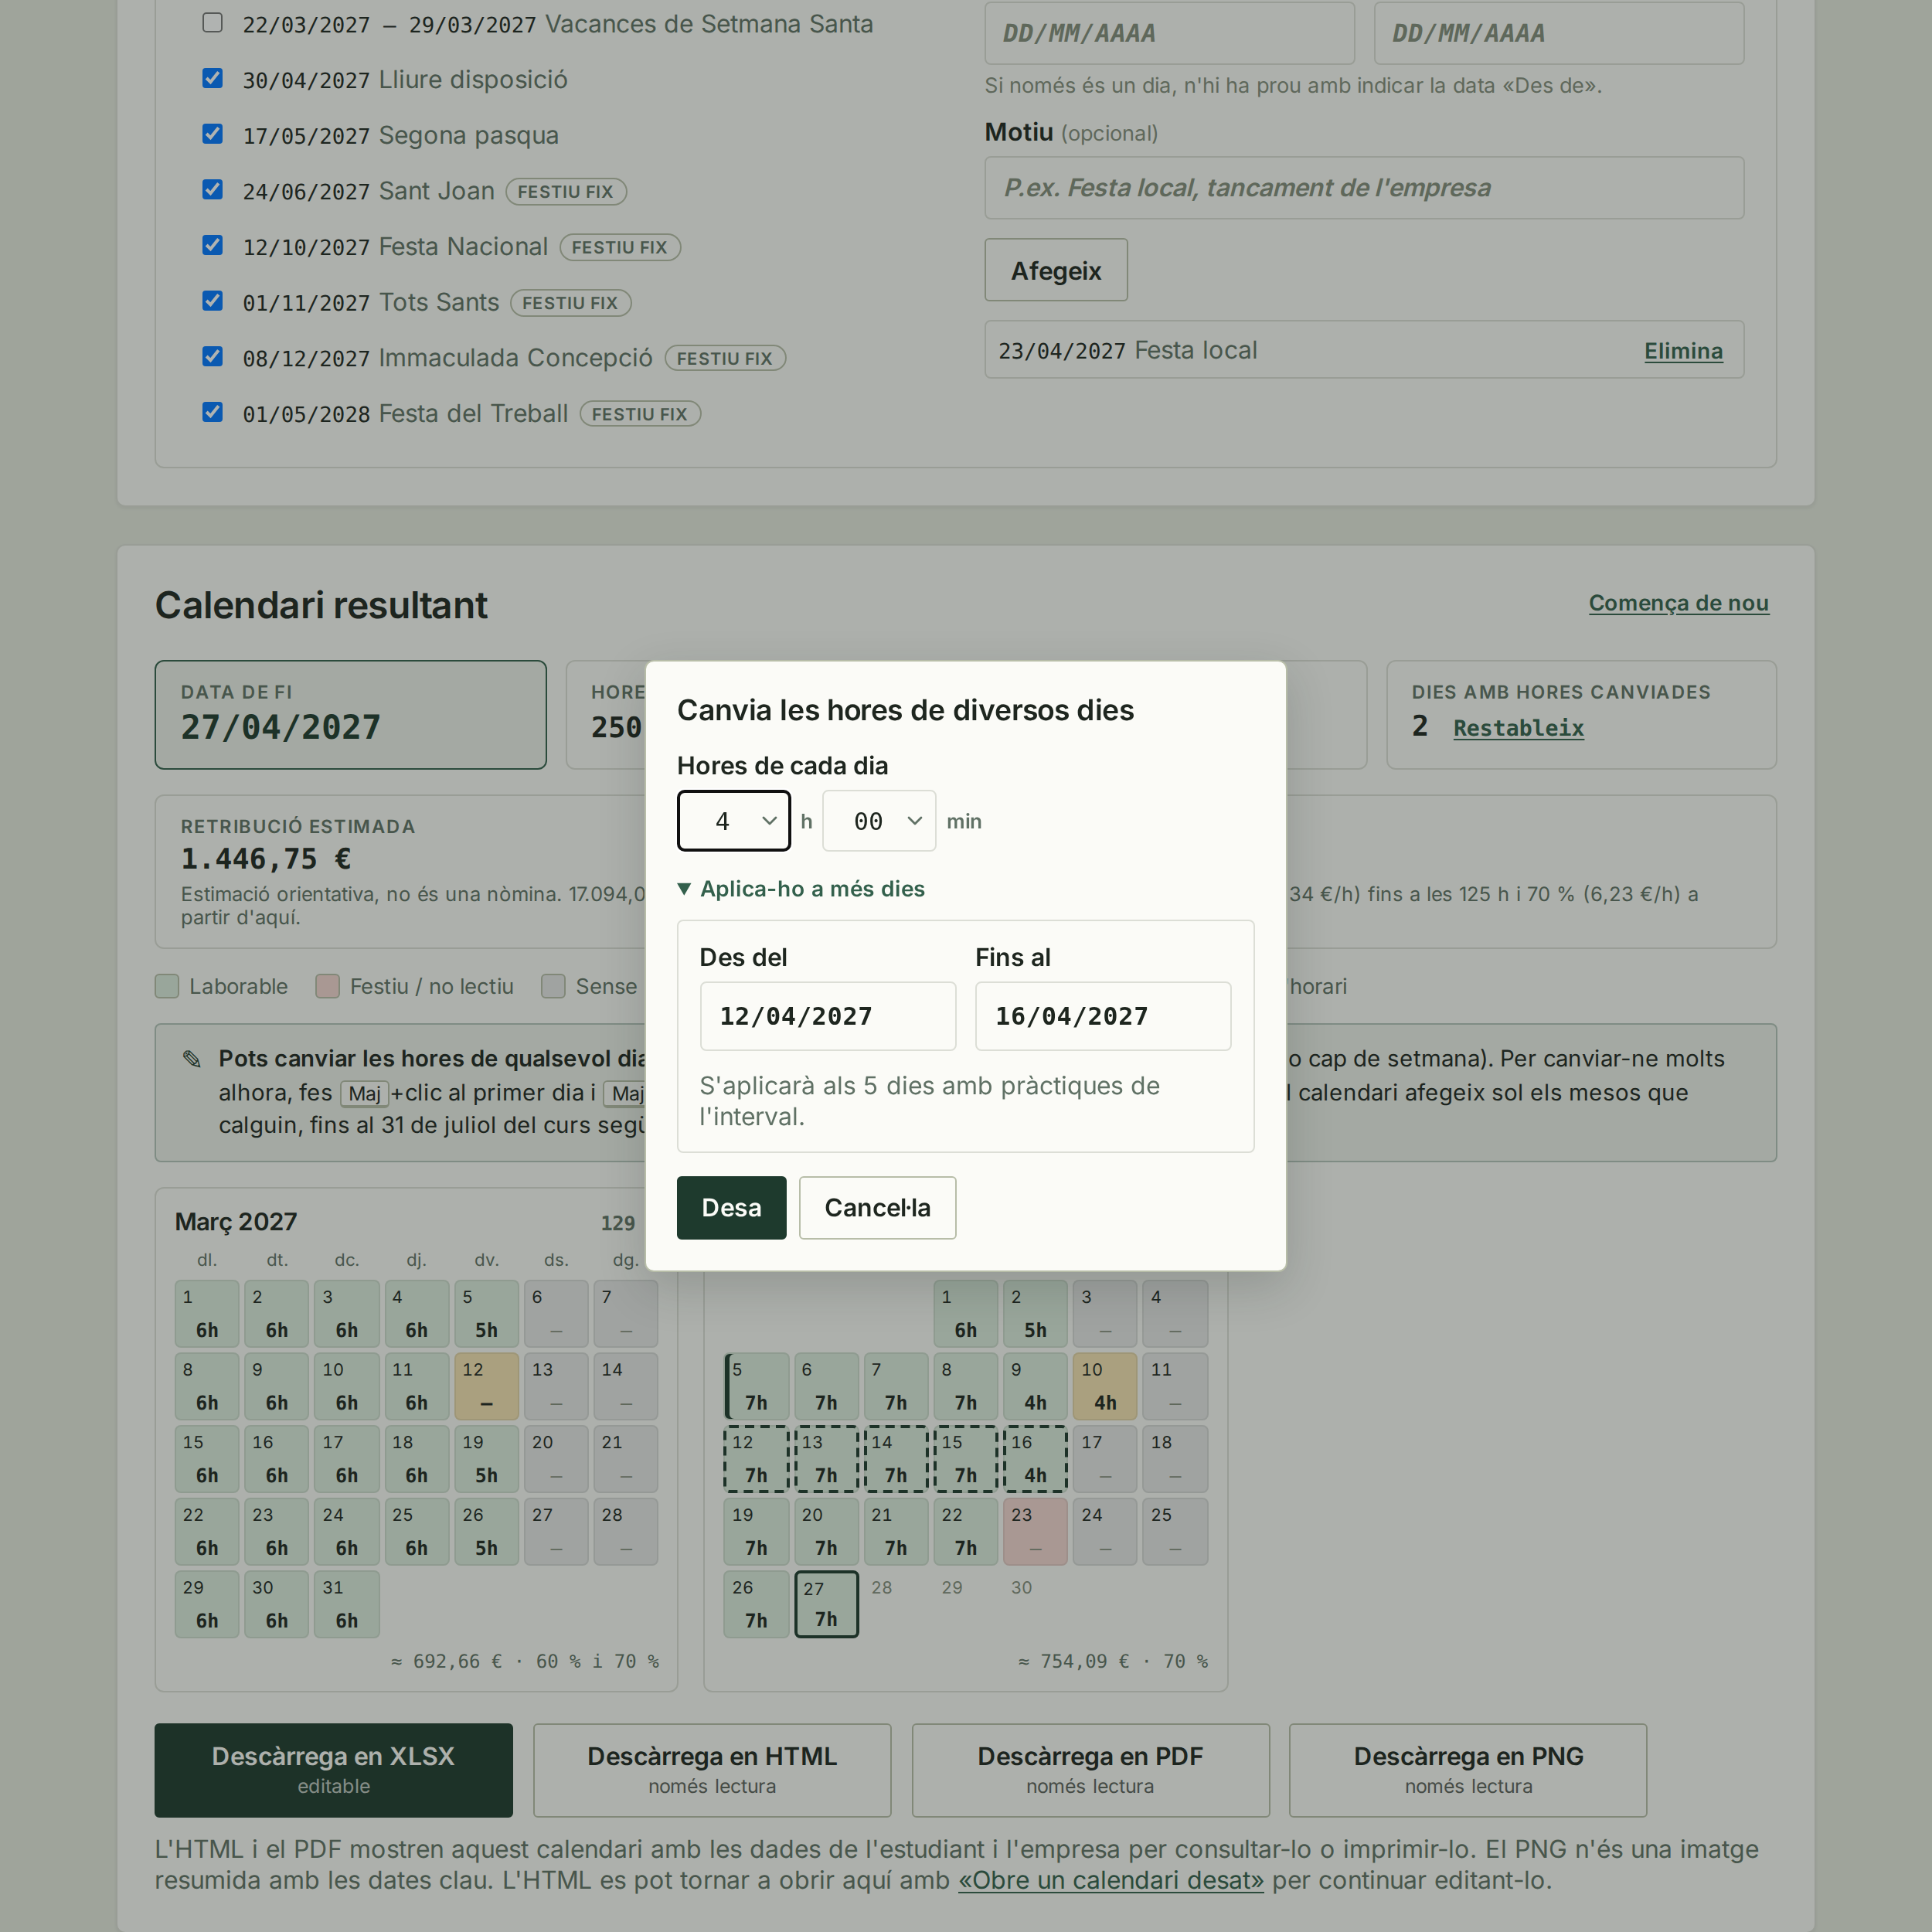 22/03/2027 – 29/03/2027 Vacances de Setmana Santa
30/04/2027 Lliure disposició
17/05/2027 Segona pasqua
24/06/2027 Sant Joan FESTIU FIX
12/10/2027 Festa Nacional FESTIU FIX
01/11/2027 Tots Sants FESTIU FIX
08/12/2027 Immaculada Concepció FESTIU FIX
01/05/2028 Festa del Treball FESTIU FIX
DD/MM/AAAA DD/MM/AAAA
Si només és un dia, n'hi ha prou amb indicar la data «Des de».
Motiu (opcional)
P.ex. Festa local, tancament de l'empresa
Afegeix
23/04/2027 Festa local Elimina
Calendari resultant Comença de nou
DATA DE FI
27/04/2027
HORE
250
DIES AMB HORES CANVIADES
2 Restableix
RETRIBUCIÓ ESTIMADA
1.446,75 €
Estimació orientativa, no és una nòmina. 17.094,0
34 €/h) fins a les 125 h i 70 % (6,23 €/h) a
partir d'aquí.
Laborable Festiu / no lectiu Sense
'horari
✎ Pots canviar les hores de qualsevol dia
o cap de setmana). Per canviar-ne molts
alhora, fes Maj +clic al primer dia i Maj
l calendari afegeix sol els mesos que
calguin, fins al 31 de juliol del curs segü
Canvia les hores de diversos dies
Hores de cada dia
4 h 00 min
▼ Aplica-ho a més dies
Des del Fins al
12/04/2027 16/04/2027
S'aplicarà als 5 dies amb pràctiques de
l'interval.
Desa Cancel·la
Març 2027 129
dl. dt. dc. dj. dv. ds. dg.
1 2 3 4 5 6 7
6h 6h 6h 6h 5h – –
8 9 10 11 12 13 14
6h 6h 6h 6h – – –
15 16 17 18 19 20 21
6h 6h 6h 6h 5h – –
22 23 24 25 26 27 28
6h 6h 6h 6h 5h – –
29 30 31
6h 6h 6h
≈ 692,66 € · 60 % i 70 %
1 2 3 4
6h 5h – –
5 6 7 8 9 10 11
7h 7h 7h 7h 4h 4h –
12 13 14 15 16 17 18
7h 7h 7h 7h 4h – –
19 20 21 22 23 24 25
7h 7h 7h 7h – – –
26 27 28 29 30
7h 7h
≈ 754,09 € · 70 %
Descàrrega en XLSX
editable
Descàrrega en HTML
només lectura
Descàrrega en PDF
només lectura
Descàrrega en PNG
només lectura
L'HTML i el PDF mostren aquest calendari amb les dades de l'estudiant i l'empresa per consultar-lo o imprimir-lo. El PNG n'és una imatge
resumida amb les dates clau. L'HTML es pot tornar a obrir aquí amb «Obre un calendari desat» per continuar editant-lo.